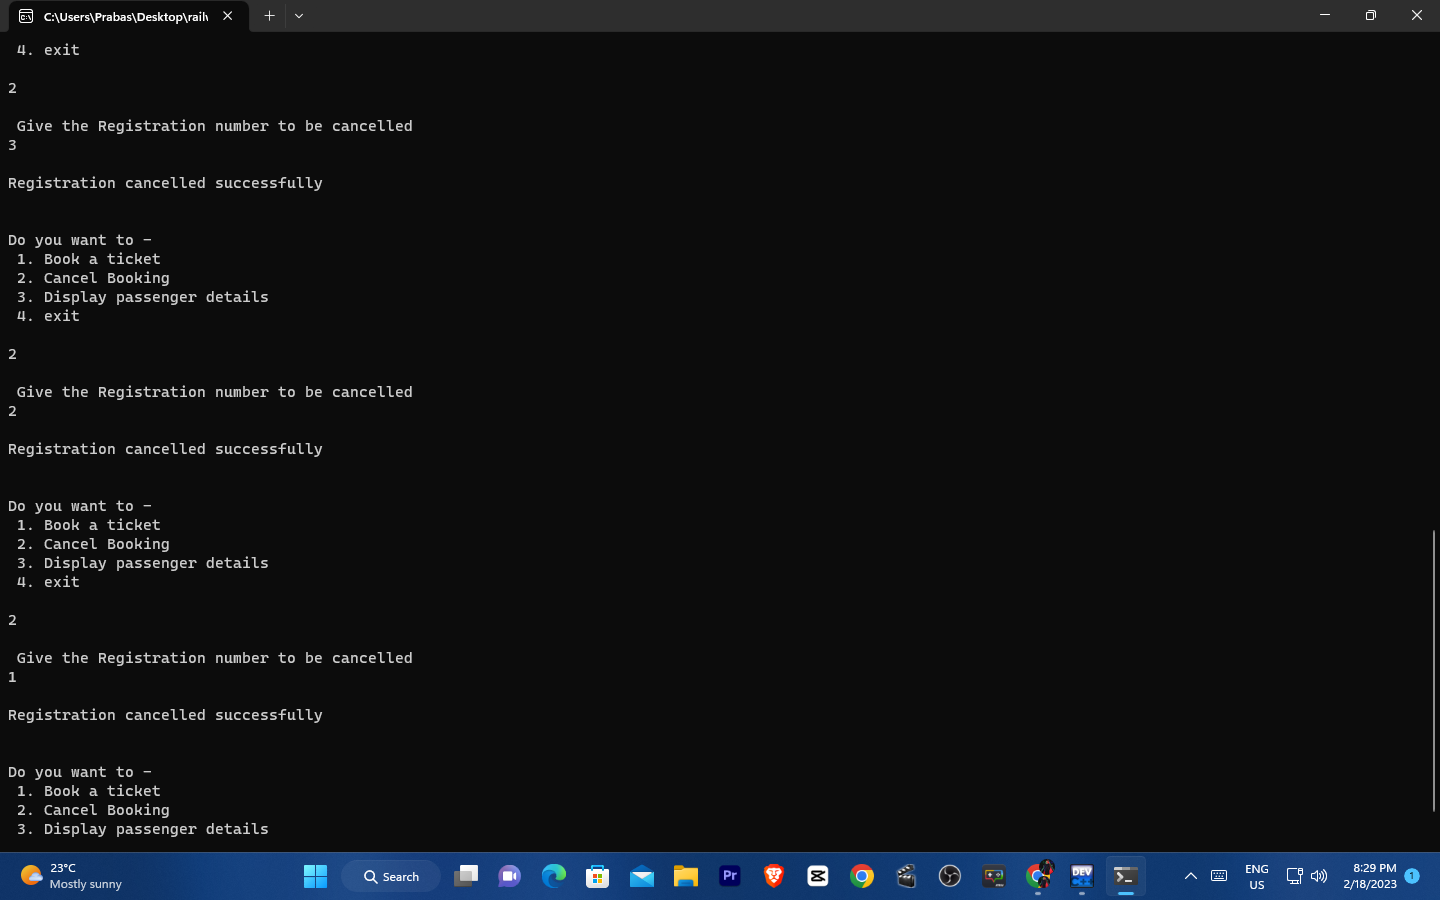 C:\Users\Prabas\Desktop\rail
4. exit
2
Give the Registration number to be cancelled
3
Registration cancelled successfully
Do you want to -
1. Book a ticket
2. Cancel Booking
3. Display passenger details
4. exit
2
Give the Registration number to be cancelled
2
Registration cancelled successfully
Do you want to -
1. Book a ticket
2. Cancel Booking
3. Display passenger details
4. exit
2
Give the Registration number to be cancelled
1
Registration cancelled successfully
Do you want to -
1. Book a ticket
2. Cancel Booking
3. Display passenger details
23°C
Mostly sunny
Search
Pr
DEV
ENG
US
8:29 PM
2/18/2023
1